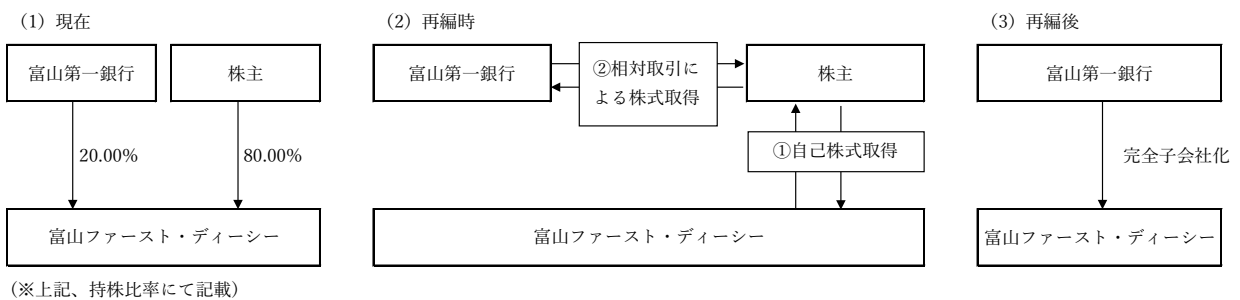 （1）現在
富山第一銀行
株主
20.00%
80.00%
富山ファースト・ディーシー
（※上記、持株比率にて記載）
（2）再編時
富山第一銀行
②相対取引に
よる株式取得
株主
①自己株式取得
富山ファースト・ディーシー
（3）再編後
富山第一銀行
完全子会社化
富山ファースト・ディーシー